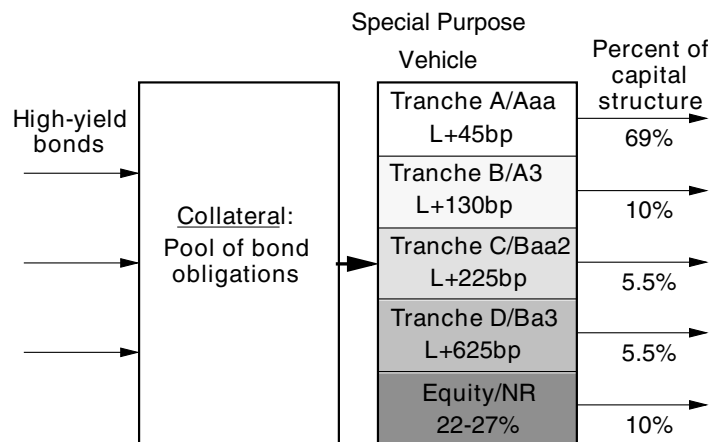 Special Purpose
Vehicle
Percent of
capital
structure
High-yield
bonds
Collateral:
Pool of bond
obligations
Tranche A/Aaa
L+45bp
69%
Tranche B/A3
L+130bp
10%
Tranche C/Baa2
L+225bp
5.5%
Tranche D/Ba3
L+625bp
5.5%
Equity/NR
22-27%
10%